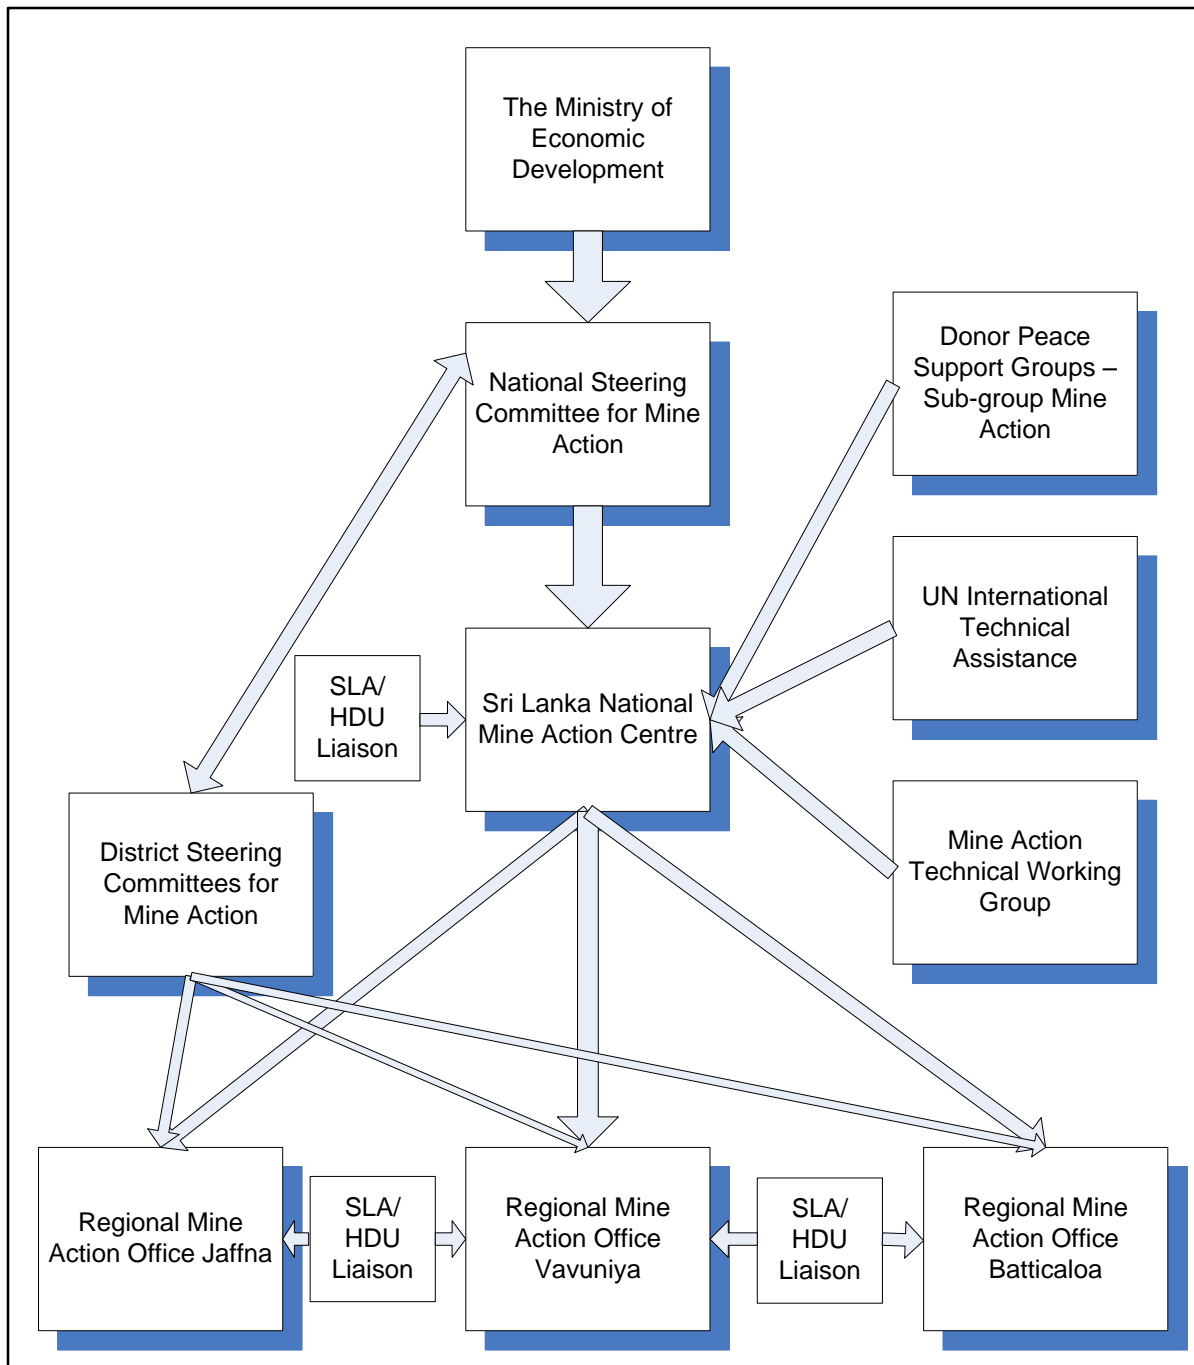 The Ministry of
Economic
Development
National Steering
Committee for Mine
Action
Donor Peace
Support Groups –
Sub-group Mine
Action
UN International
Technical
Assistance
SLA/
HDU
Liaison
Sri Lanka National
Mine Action Centre
Mine Action
Technical Working
Group
District Steering
Committees for
Mine Action
Regional Mine
Action Office Jaffna
SLA/
HDU
Liaison
Regional Mine
Action Office
Vavuniya
SLA/
HDU
Liaison
Regional Mine
Action Office
Batticaloa